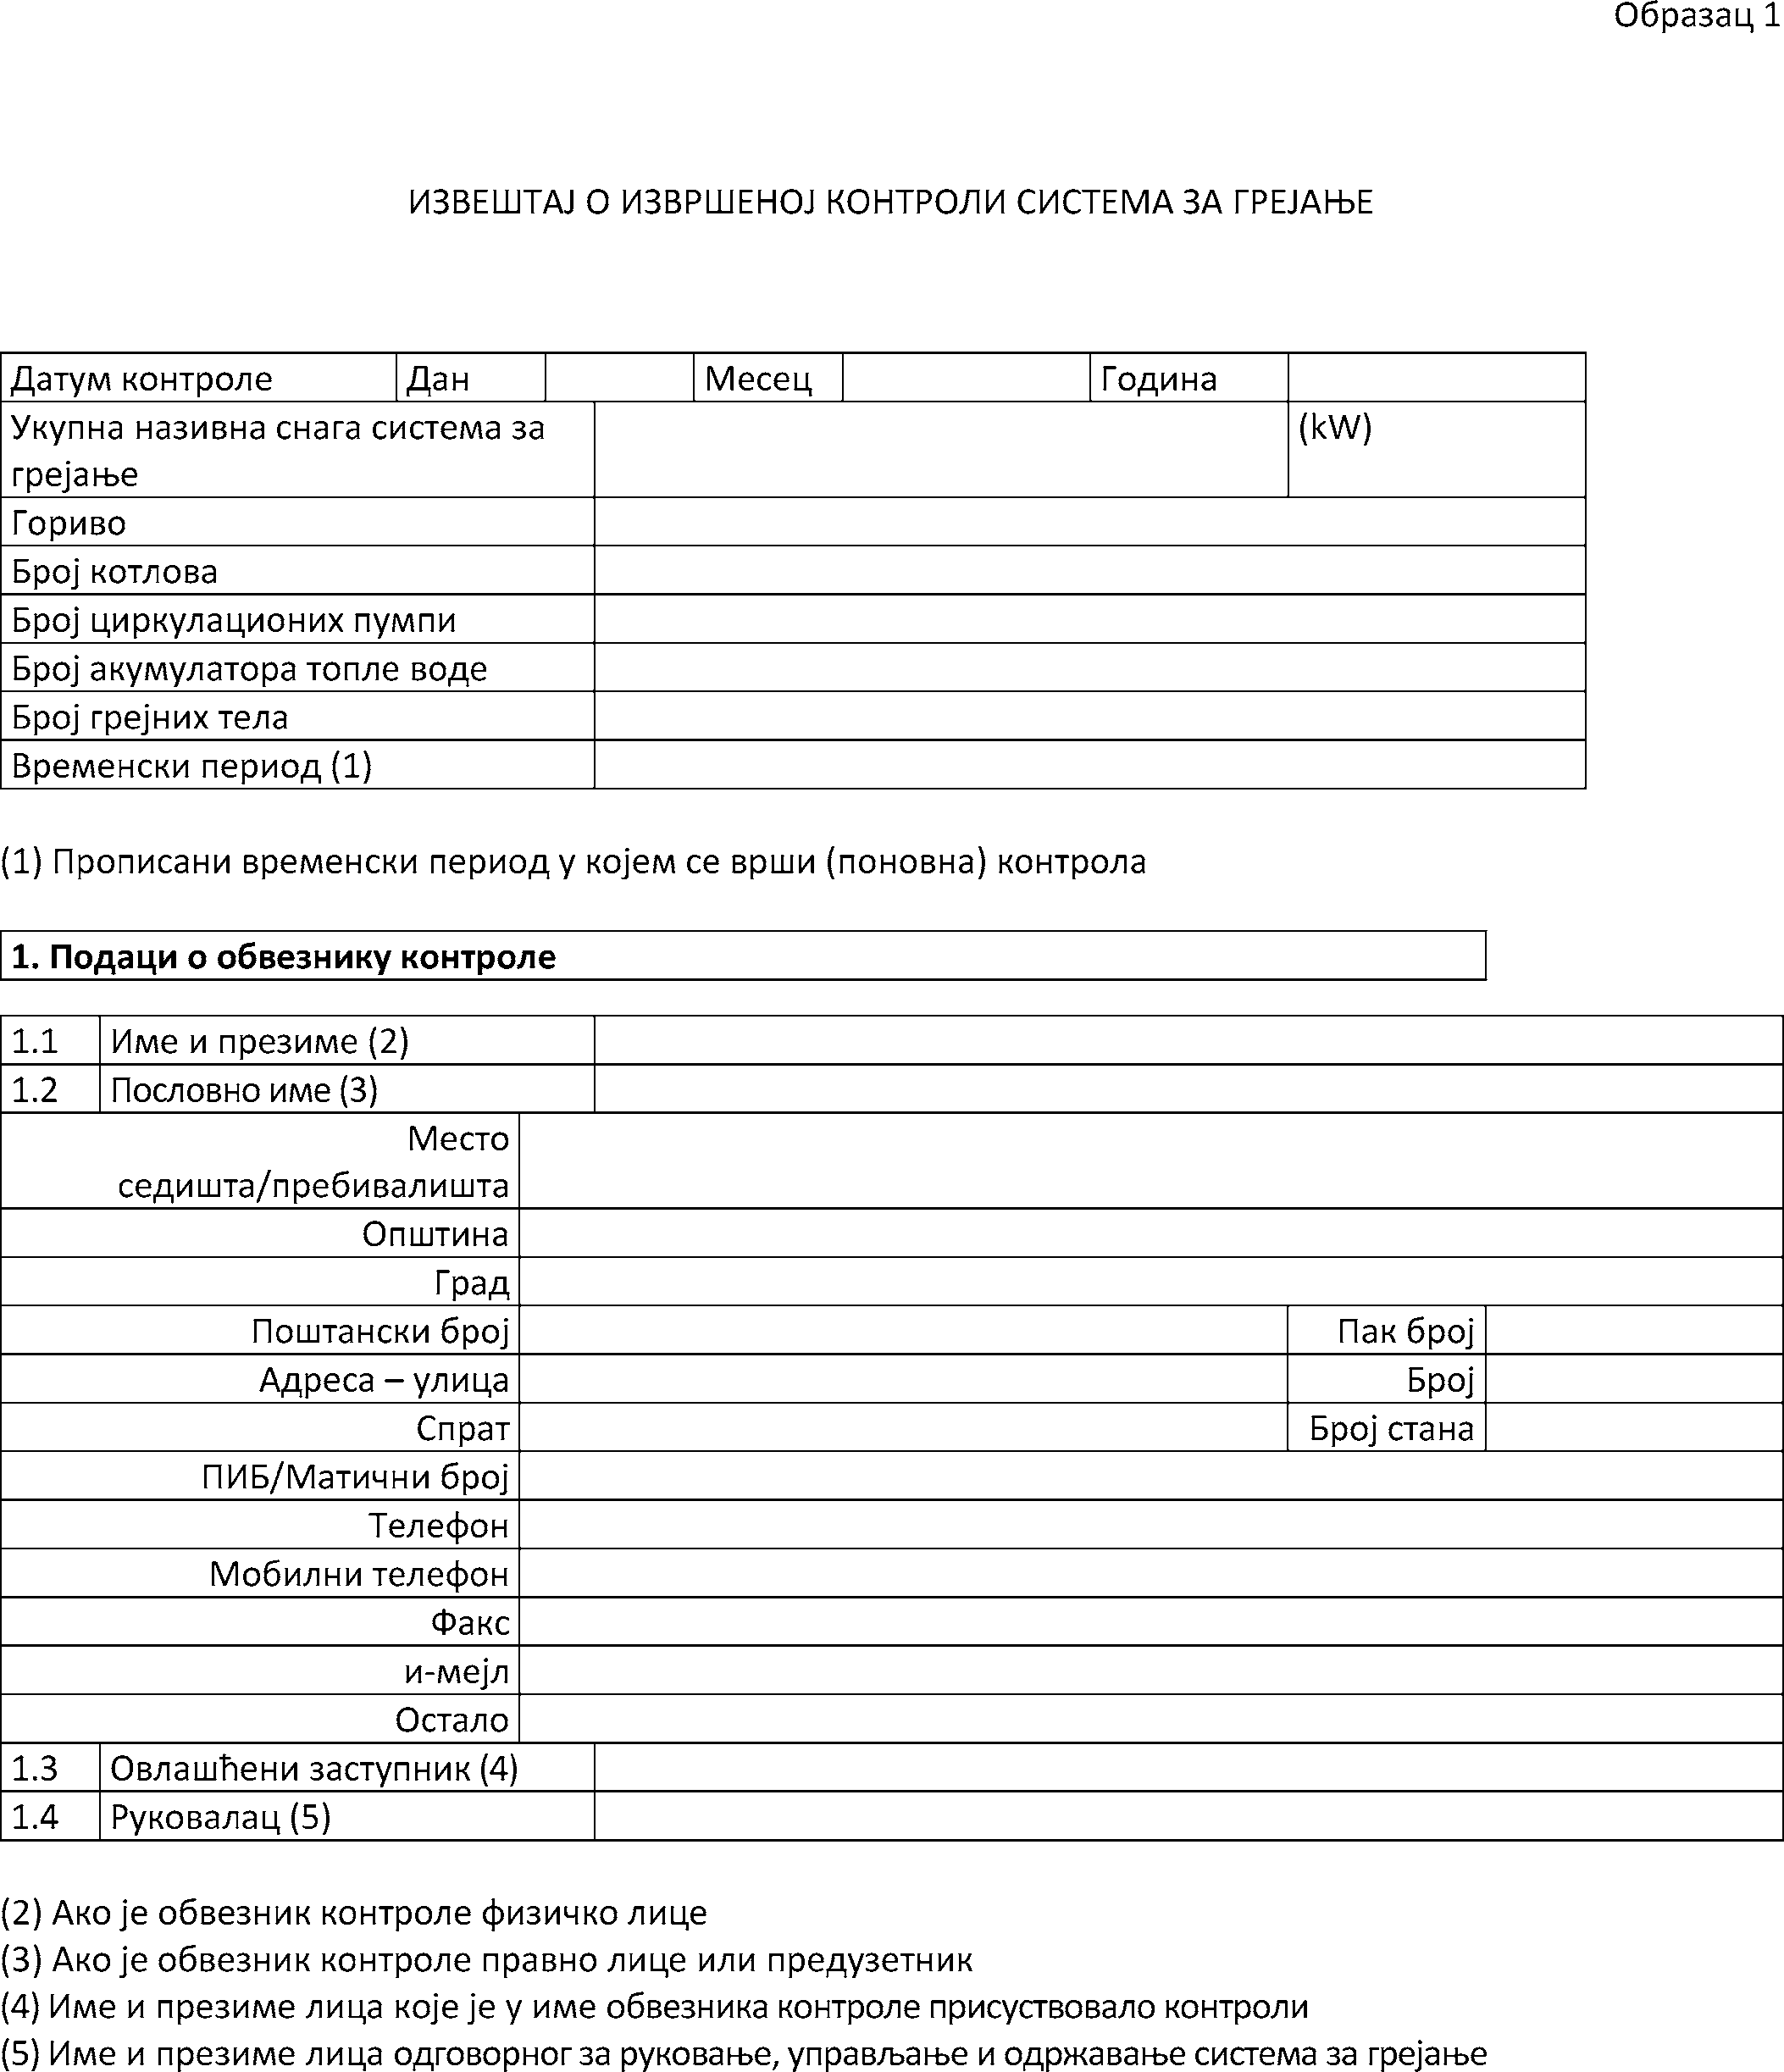 Образац 1
ИЗВЕШТАЈ О ИЗВРШЕНОЈ КОНТРОЛИ СИСТЕМА ЗА ГРЕЈАЊЕ
Датум контроле Дан Месец Година
Укупна називна снага система за (kW)
грејање
Гориво
Број котлова
Број циркулационих пумпи
Број акумулатора топле воде
Број грејних тела
Временски период (1)
(1) Прописани временски период у којем се врши (поновна) контрола
1. Подаци о обвезнику контроле
1.1 Име и презиме (2)
1.2 Пословно име (3)
Место
седишта/пребивалишта
Општина
Град
Поштански број Пак број
Адреса – улица Број
Спрат Број стана
ПИБ/Матични број
Телефон
Мобилни телефон
Факс
и-мејл
Остало
1.3 Овлашћени заступник (4)
1.4 Руковалац (5)
(2) Ако је обвезник контроле физичко лице
(3) Ако је обвезник контроле правно лице или предузетник
(4) Име и презиме лица које је у име обвезника контроле присуствовало контроли
(5) Име и презиме лица одговорног за руковање, управљање и одржавање система за грејање